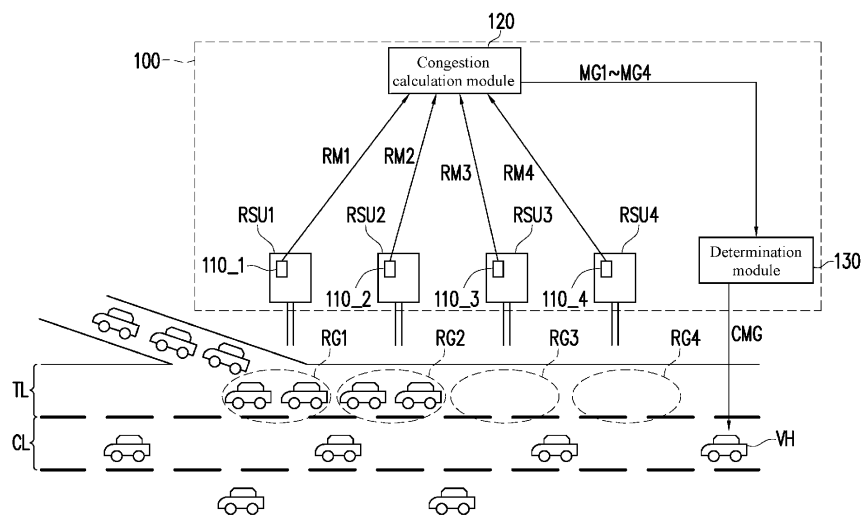 120
100
Congestion
calculation module
MG1~MG4
RM1
RM2
RM3
RM4
RSU1
RSU2
RSU3
RSU4
110_1
110_2
110_3
110_4
Determination
module
130
RG1
RG2
RG3
RG4
CMG
TL
CL
VH